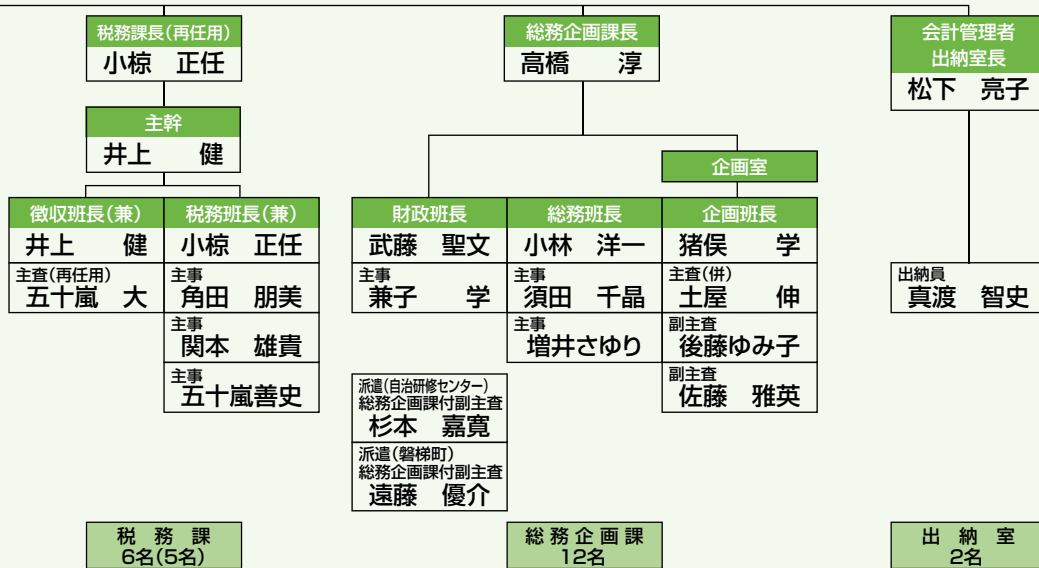 税務課長(再任用)
小椋　正任
主幹
井上　健
徴収班長(兼)
井上　健
主査(再任用)
五十嵐　大
税務班長(兼)
小椋　正任
主事
角田　朋美
主事
関本　雄貴
主事
五十嵐善史
税務課
6名(5名)
総務企画課長
高橋　淳
財政班長
武藤　聖文
主事
兼子　学
派遣(自治研修センター)
総務企画課付副主査
杉本　嘉寛
派遣(磐梯町)
総務企画課付副主査
遠藤　優介
総務班長
小林　洋一
主事
須田　千晶
主事
増井さゆり
企画室
企画班長
猪俣　学
主査(併)
土屋　伸
副主査
後藤ゆみ子
副主査
佐藤　雅英
総務企画課
12名
会計管理者
出納室長
松下　亮子
出納員
真渡　智史
出納室
2名